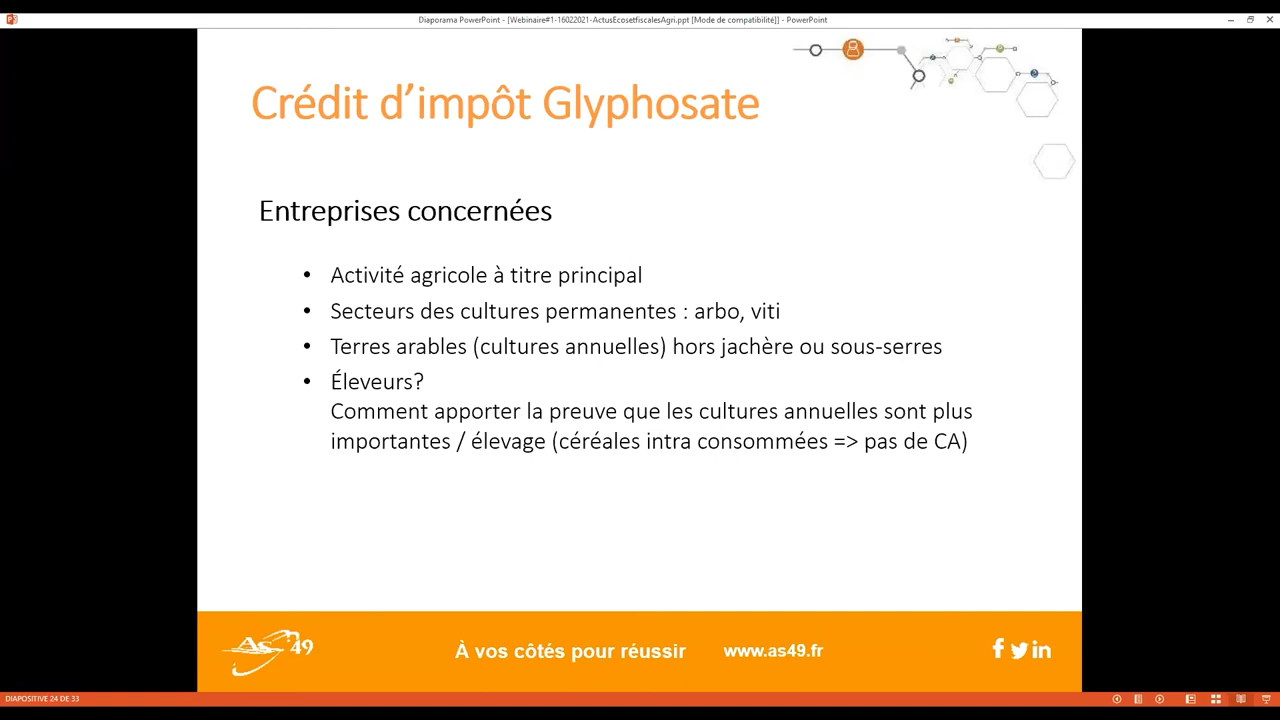 Diaporama PowerPoint - [Webinaire#1-16022021-ActusEcosetfiscalesAgri.ppt [Mode de compatibilité]] - PowerPoint
Crédit d’impôt Glyphosate
Entreprises concernées
• Activité agricole à titre principal
• Secteurs des cultures permanentes : arbo, viti
• Terres arables (cultures annuelles) hors jachère ou sous-serres
• Éleveurs?
Comment apporter la preuve que les cultures annuelles sont plus
importantes / élevage (céréales intra consommées => pas de CA)
As 49
À vos côtés pour réussir
www.as49.fr
DIAPOSITIVE 24 DE 33